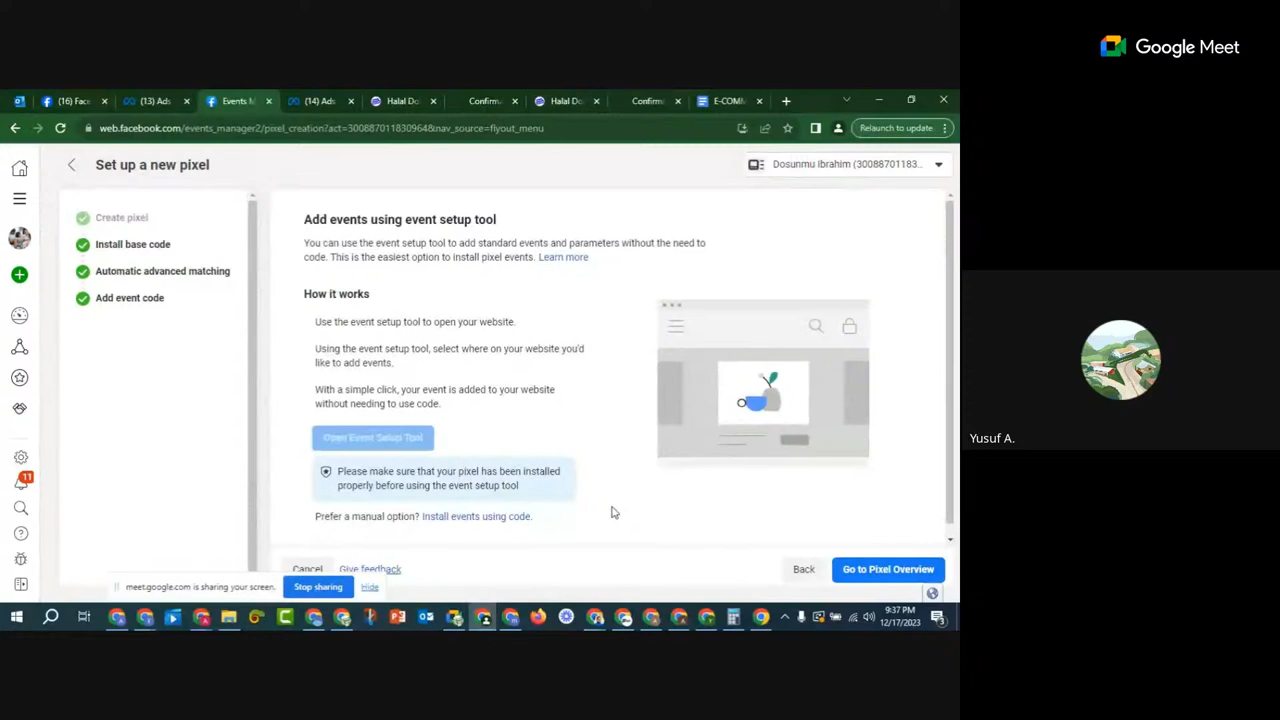 Google Meet
(16) Face
(13) Ads
Events M
(14) Ads
Halal Do
Confirm
Halal Do
Confirm
E-COMM
web.facebook.com/events_manager2/pixel_creation?act=3008870118309648&nav_source=flyout_menu
Relaunch to update
Set up a new pixel
Dosunmu Ibrahim (30088701183...
Create pixel
Install base code
Automatic advanced matching
Add event code
Add events using event setup tool
You can use the event setup tool to add standard events and parameters without the need to
code. This is the easiest option to install pixel events. Learn more
How it works
Use the event setup tool to open your website.
Using the event setup tool, select where on your website you'd
like to add events.
With a simple click, your event is added to your website
without needing to use code.
Open Event Setup Tool
Please make sure that your pixel has been installed
properly before using the event setup tool
Prefer a manual option? Install events using code.
11
Cancel
Give feedback
Back
Go to Pixel Overview
meet.google.com is sharing your screen.
Stop sharing
Hide
9:37 PM
12/17/2023
3
Yusuf A.